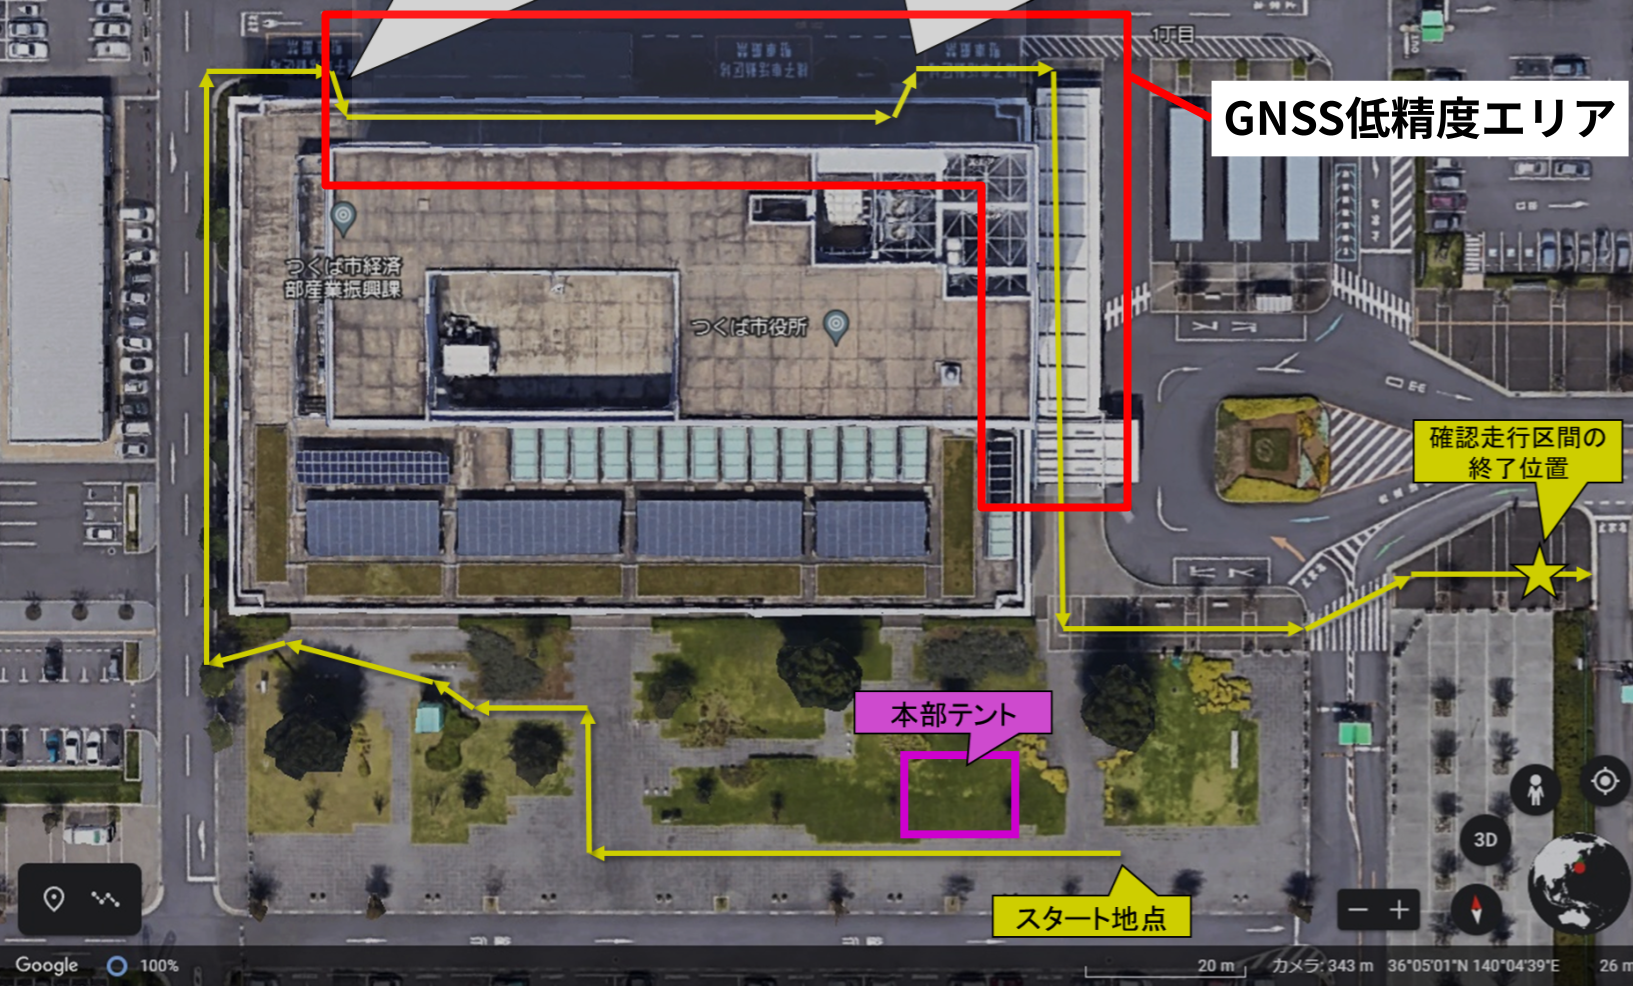 1丁目
GNSS低精度エリア
つくば市経済
部産業振興課
つくば市役所
確認走行区間の
終了位置
本部テント
スタート地点
3D
Google
100%
20 m
カメラ: 343 m
36°05'01"N 140°04'39"E
26 m